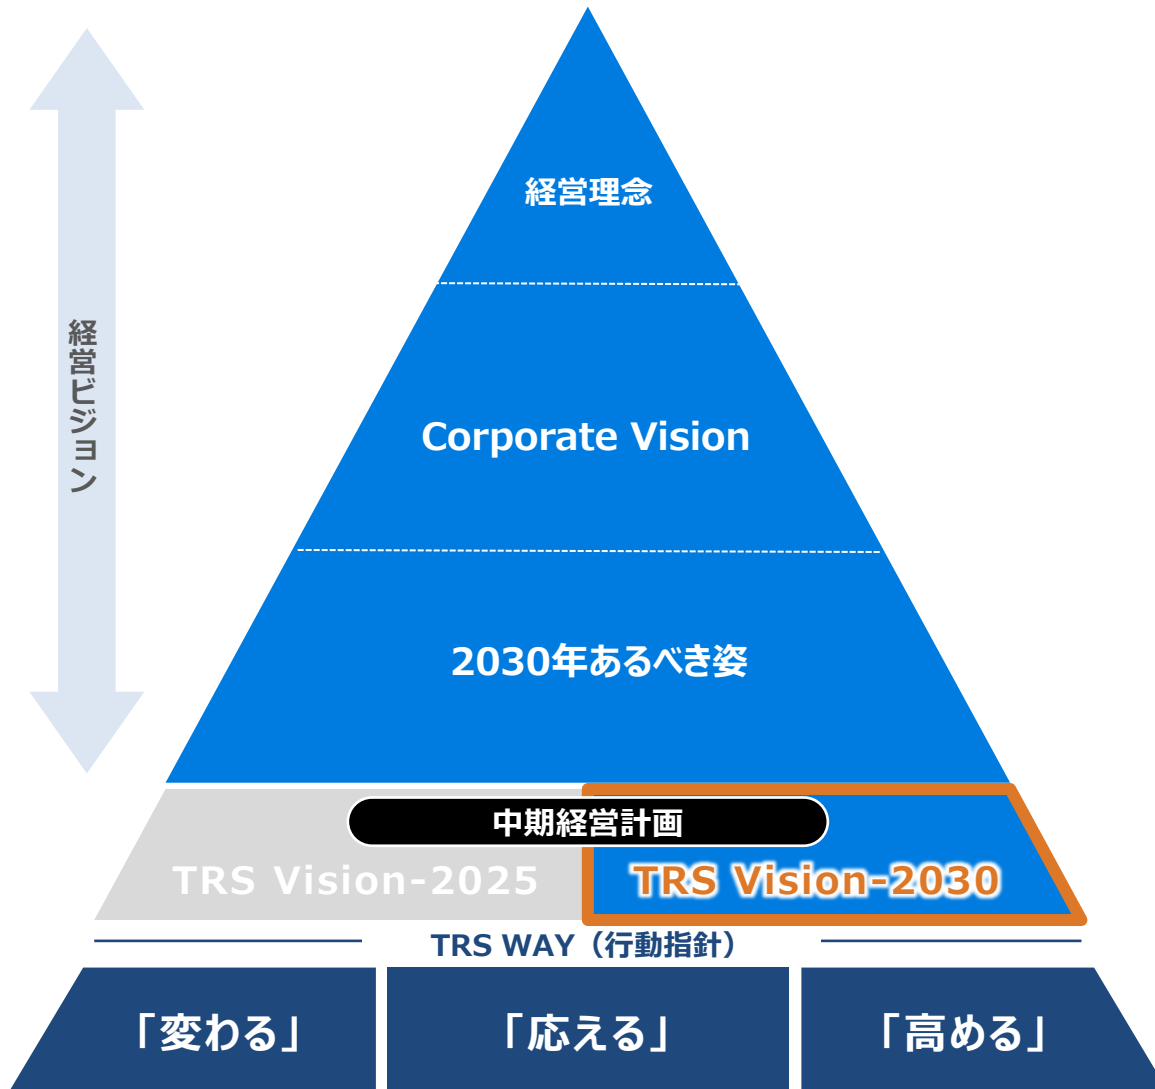 経営理念
経営ビジョン
Corporate Vision
2030年あるべき姿
中期経営計画
TRS Vision-2025
TRS Vision-2030
TRS WAY（行動指針）
「変わる」
「応える」
「高める」